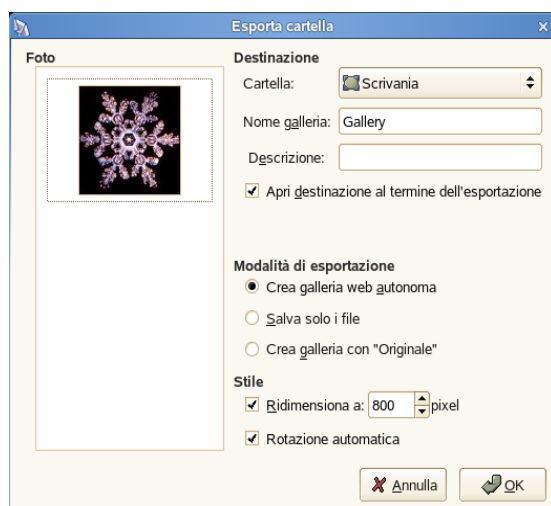 Esporta cartella
Foto
Destinazione
Cartella: Scrivania
Nome galleria: Gallery
Descrizione:
Apri destinazione al termine dell'esportazione
Modalità di esportazione
Crea galleria web autonoma
Salva solo i file
Crea galleria con "Originale"
Stile
Ridimensiona a: 800 pixel
Rotazione automatica
Annulla OK